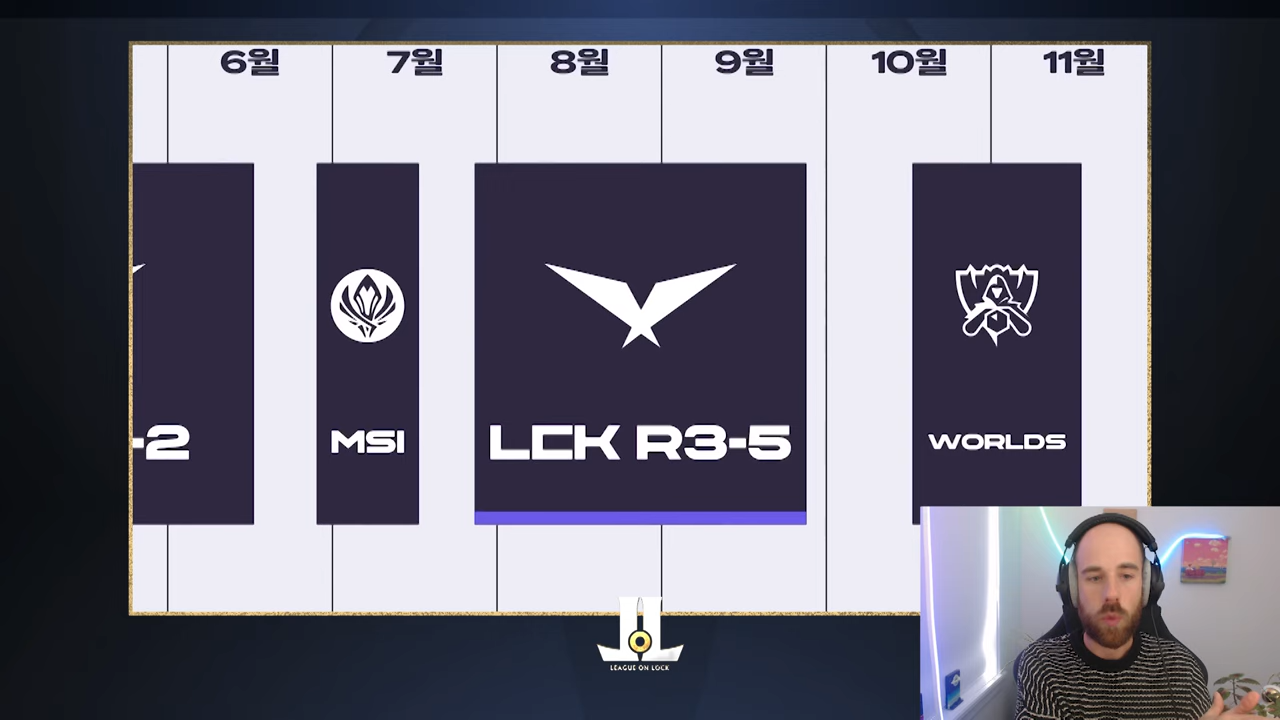 6월 7월 8월 9월 10월 11월
-2 MSI LCK R3-5 WORLDS
LEAGUE ON LOCK